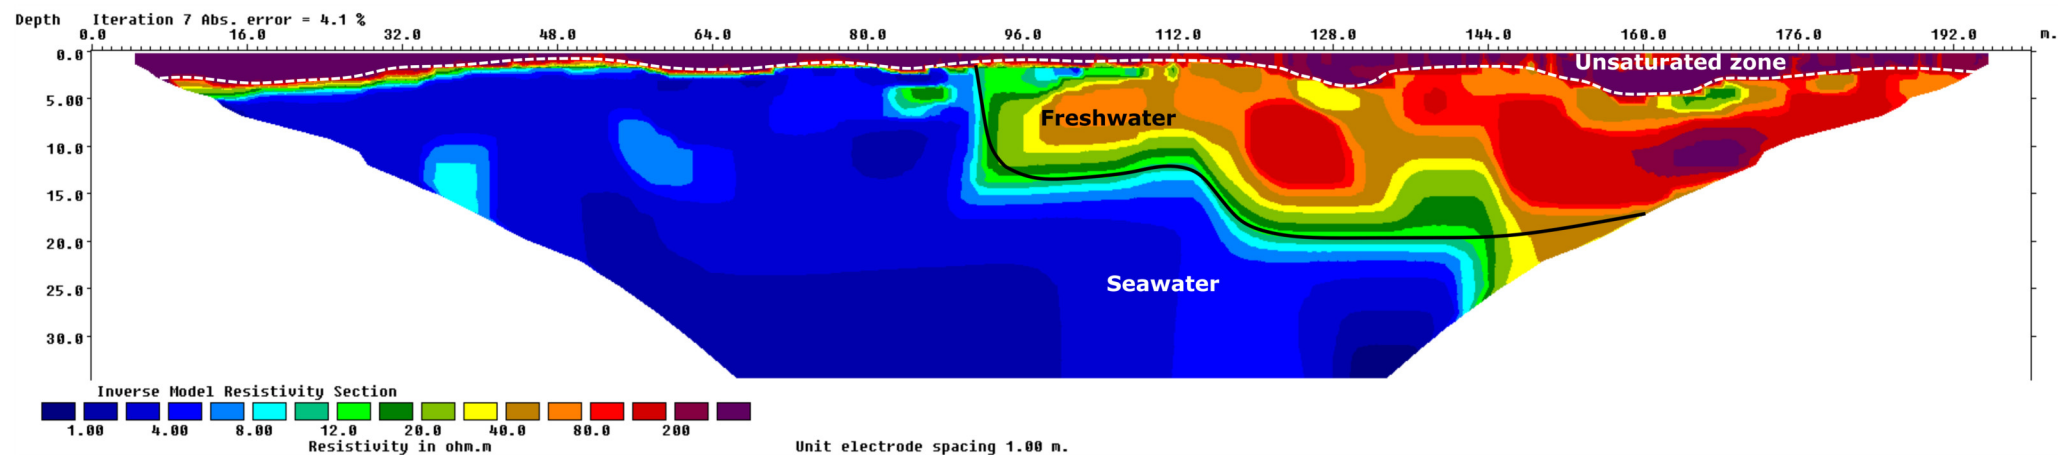 Depth Iteration 7 Abs. error = 4.1 %
0.0 16.0 32.0 48.0 64.0 80.0 96.0 112.0 128.0 144.0 160.0 176.0 192.0 m.
0.0
Unsaturated zone
5.00
Freshwater
10.0
15.0
20.0
Seawater
25.0
30.0
Inverse Model Resistivity Section
1.00 4.00 8.00 12.0 20.0 40.0 80.0 200
Resistivity in ohm.m Unit electrode spacing 1.00 m.